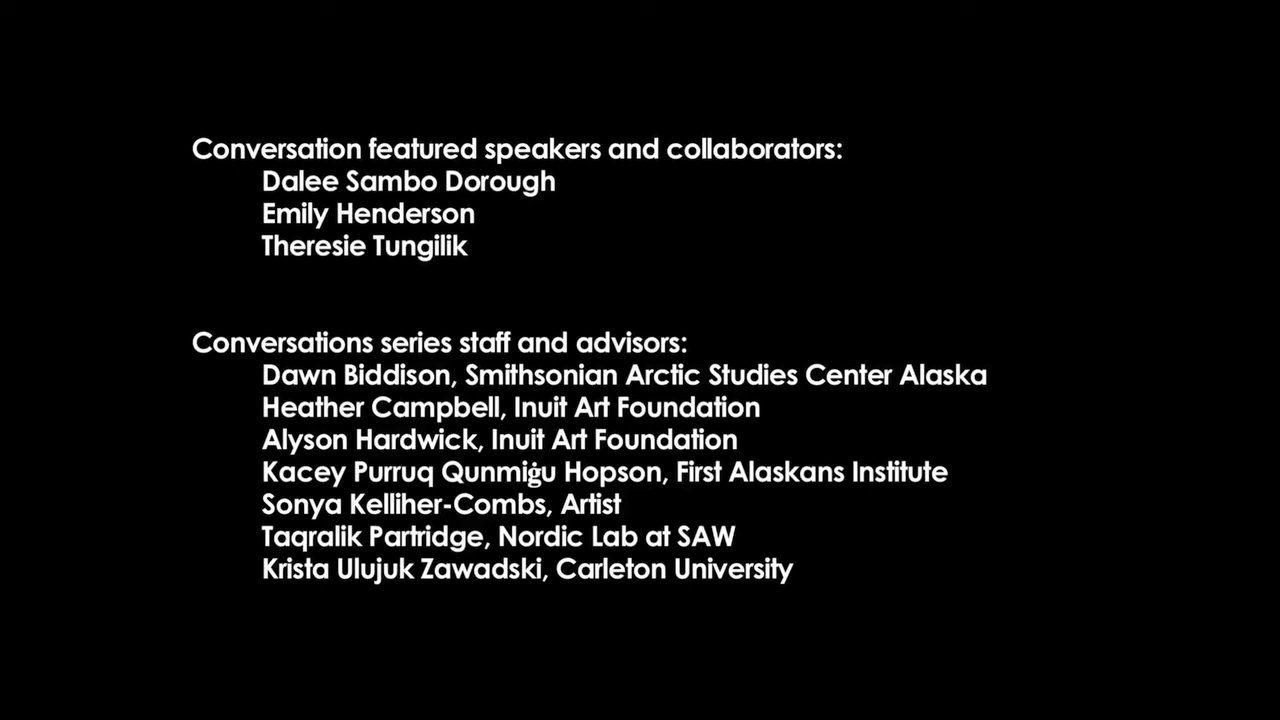 Conversation featured speakers and collaborators:
Dalee Sambo Dorough
Emily Henderson
Theresie Tungilik
Conversations series staff and advisors:
Dawn Biddison, Smithsonian Arctic Studies Center Alaska
Heather Campbell, Inuit Art Foundation
Alyson Hardwick, Inuit Art Foundation
Kacey Purruq Qunmiġu Hopson, First Alaskans Institute
Sonya Kelliher-Combs, Artist
Taqralik Partridge, Nordic Lab at SAW
Krista Ulujuk Zawadski, Carleton University